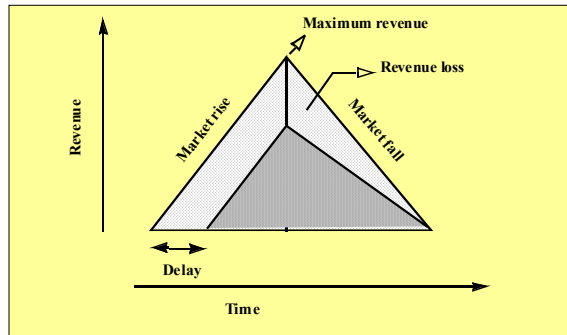 Maximum revenue
Revenue loss
Revenue
Market rise
Market fall
Delay
Time